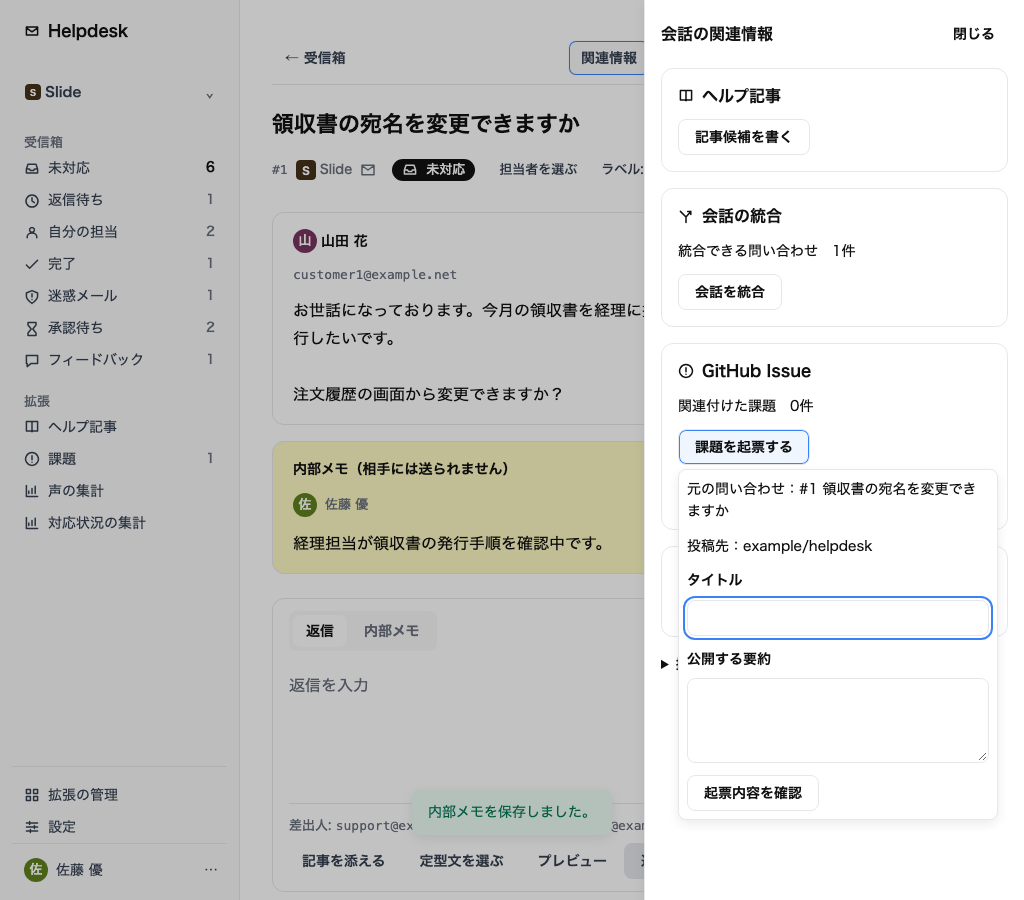 Helpdesk
S Slide
受信箱
未対応 6
返信待ち 1
自分の担当 2
完了 1
迷惑メール 1
承認待ち 2
フィードバック 1
拡張
ヘルプ記事
課題 1
声の集計
対応状況の集計
拡張の管理
設定
佐 佐藤 優 …
← 受信箱
関連情報
領収書の宛名を変更できますか
#1 S Slide 未対応 担当者を選ぶ ラベル:
山 山田 花
customer1@example.net
お世話になっております。今月の領収書を経理に
行したいです。
注文履歴の画面から変更できますか？
内部メモ（相手には送られません）
佐 佐藤 優
経理担当が領収書の発行手順を確認中です。
返信 内部メモ
返信を入力
内部メモを保存しました。
差出人: support@ex
@exam
記事を添える 定型文を選ぶ プレビュー
会話の関連情報 閉じる
ヘルプ記事
記事候補を書く
会話の統合
統合できる問い合わせ 1件
会話を統合
GitHub Issue
関連付けた課題 0件
課題を起票する
元の問い合わせ：#1 領収書の宛名を変更でき
ますか
投稿先：example/helpdesk
タイトル
公開する要約
起票内容を確認